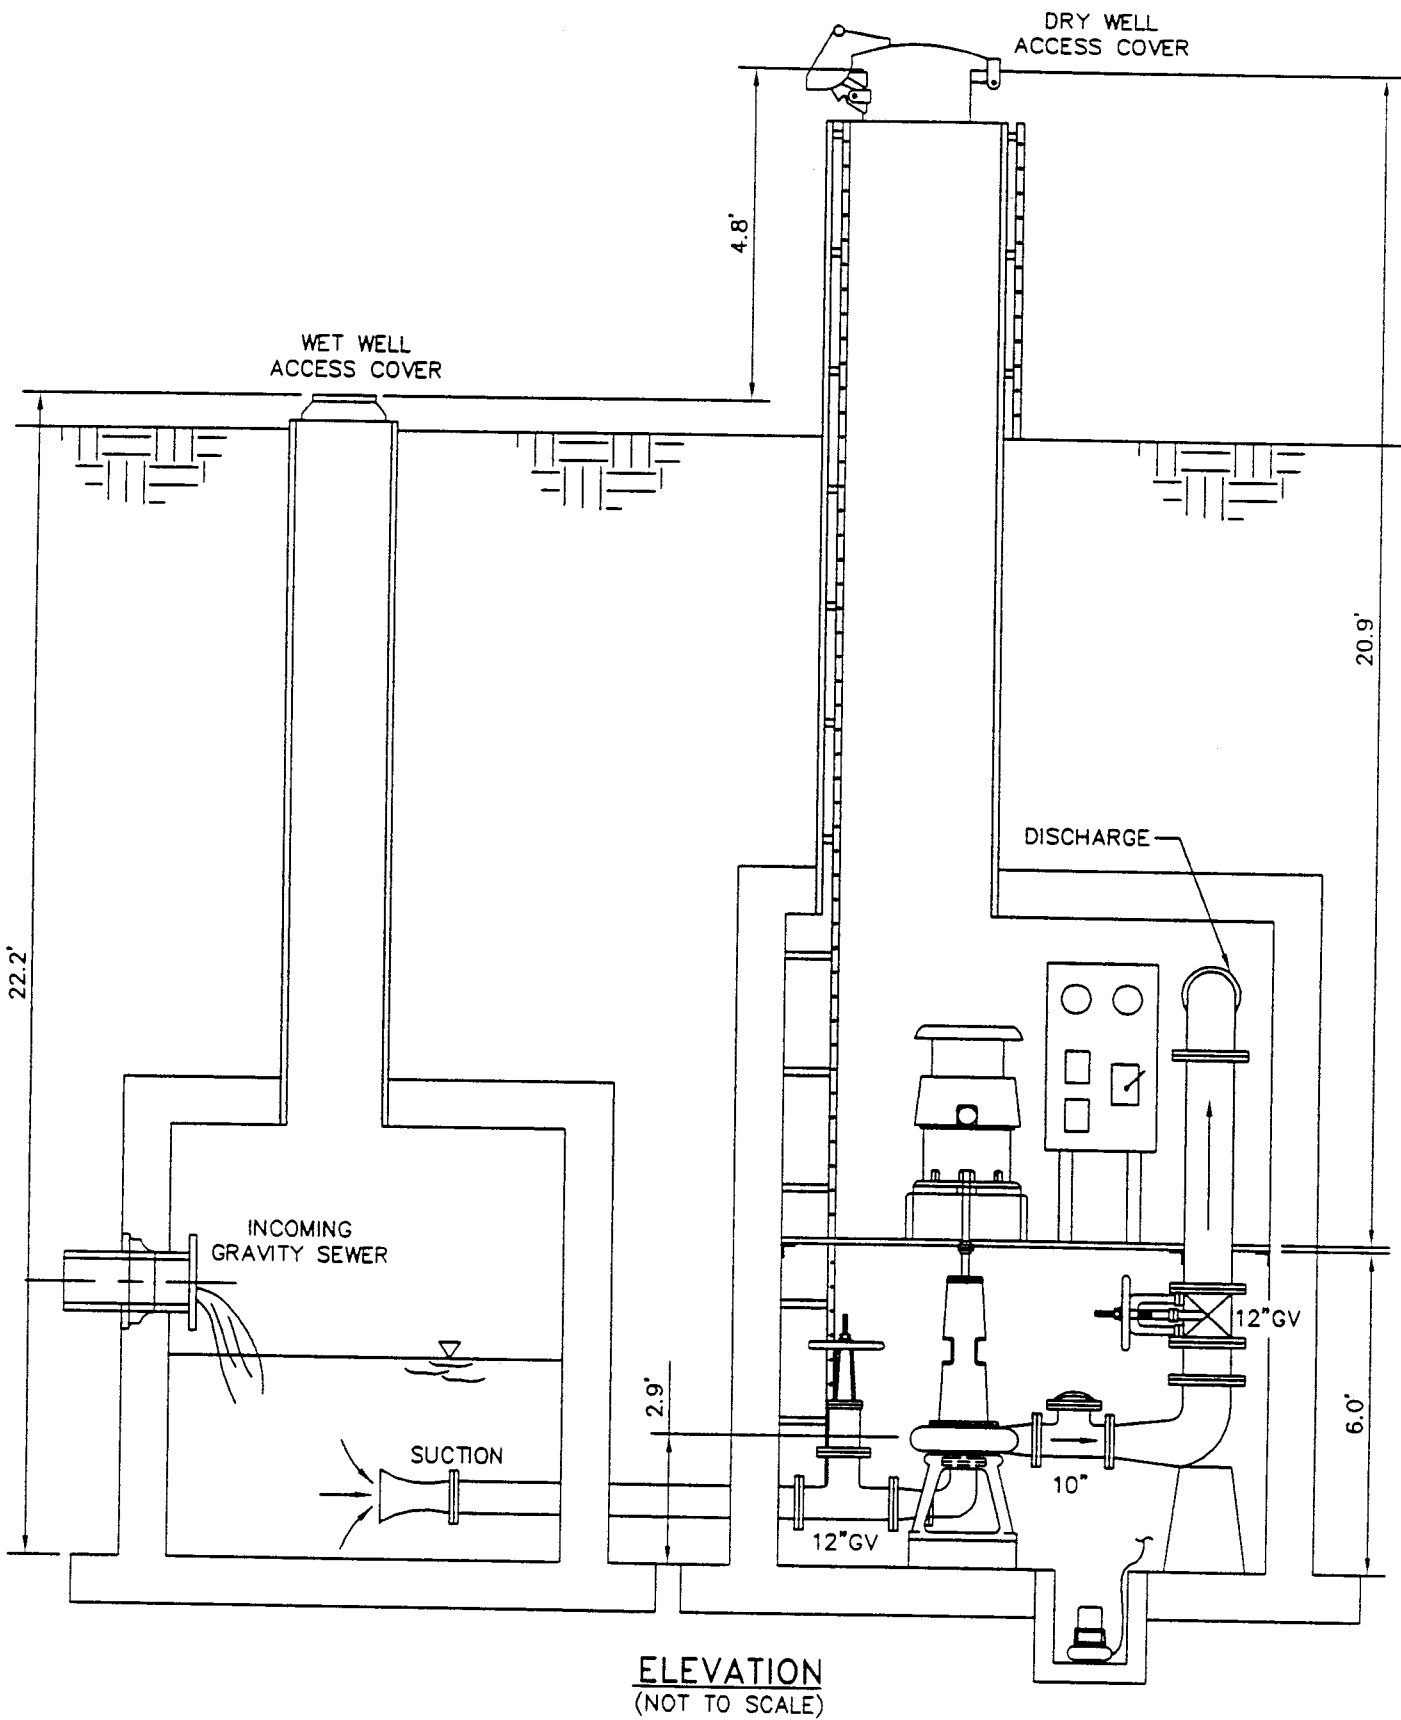 DRY WELL
ACCESS COVER
4.8'
WET WELL
ACCESS COVER
20.9'
DISCHARGE
22.2'
INCOMING
GRAVITY SEWER
12"GV
2.9'
6.0'
SUCTION
10"
12"GV
ELEVATION
(NOT TO SCALE)